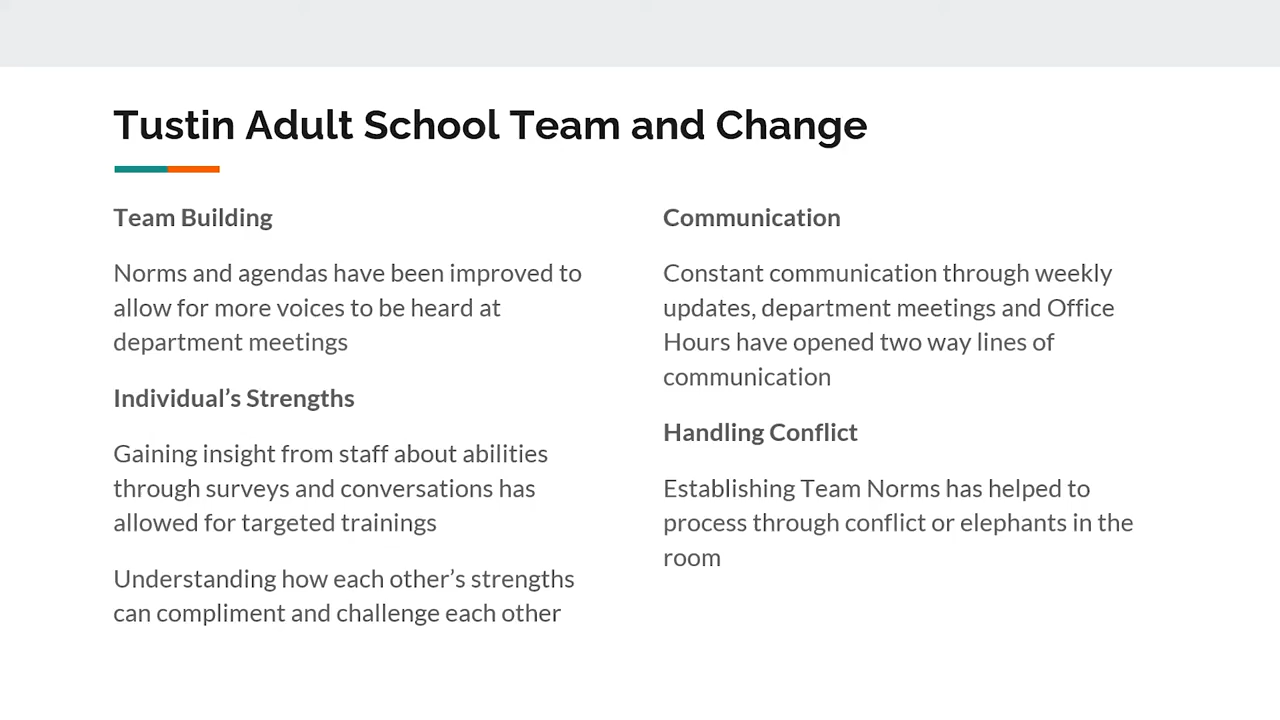 Tustin Adult School Team and Change
Team Building
Norms and agendas have been improved to
allow for more voices to be heard at
department meetings
Individual’s Strengths
Gaining insight from staff about abilities
through surveys and conversations has
allowed for targeted trainings
Understanding how each other’s strengths
can compliment and challenge each other
Communication
Constant communication through weekly
updates, department meetings and Office
Hours have opened two way lines of
communication
Handling Conflict
Establishing Team Norms has helped to
process through conflict or elephants in the
room